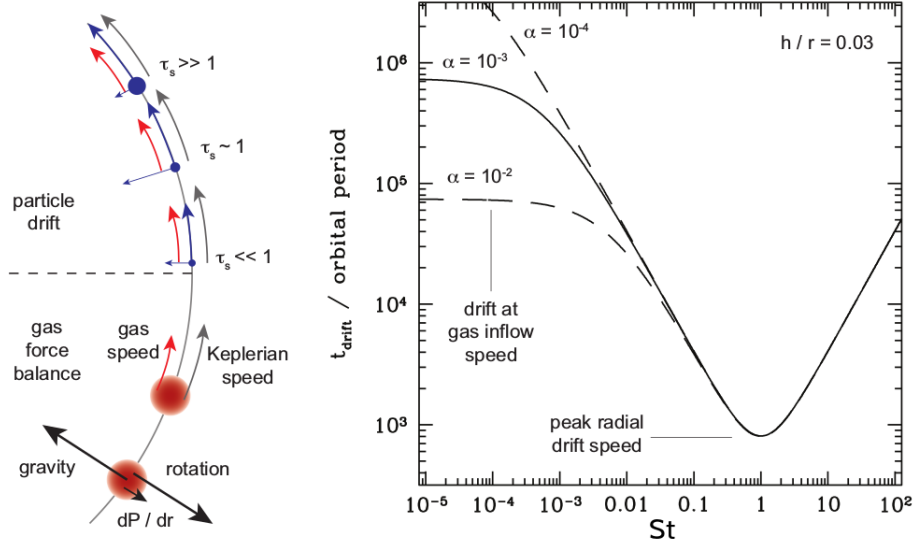 τs >> 1
τs ~ 1
particle
drift
τs << 1
gas
force
balance
gas
speed
Keplerian
speed
gravity
rotation
dP / dr
tdrift / orbital period
10⁶
10⁵
10⁴
10³
α = 10⁻⁴
h / r = 0.03
α = 10⁻³
α = 10⁻²
drift at
gas inflow
speed
peak radial
drift speed
10⁻⁵ 10⁻⁴ 10⁻³ 0.01 0.1 1 10 10²
St